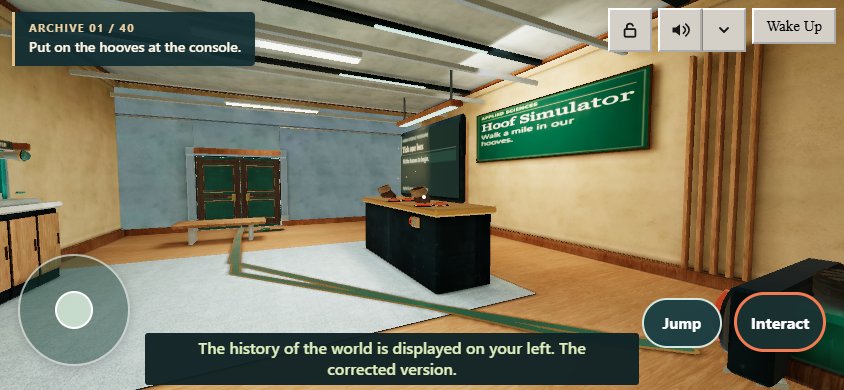 ARCHIVE 01 / 40
Put on the hooves at the console.
Wake Up
APPLIED SCIENCES
Hoof Simulator
Walk a mile in our
hooves.
Jump
Interact
The history of the world is displayed on your left. The
corrected version.